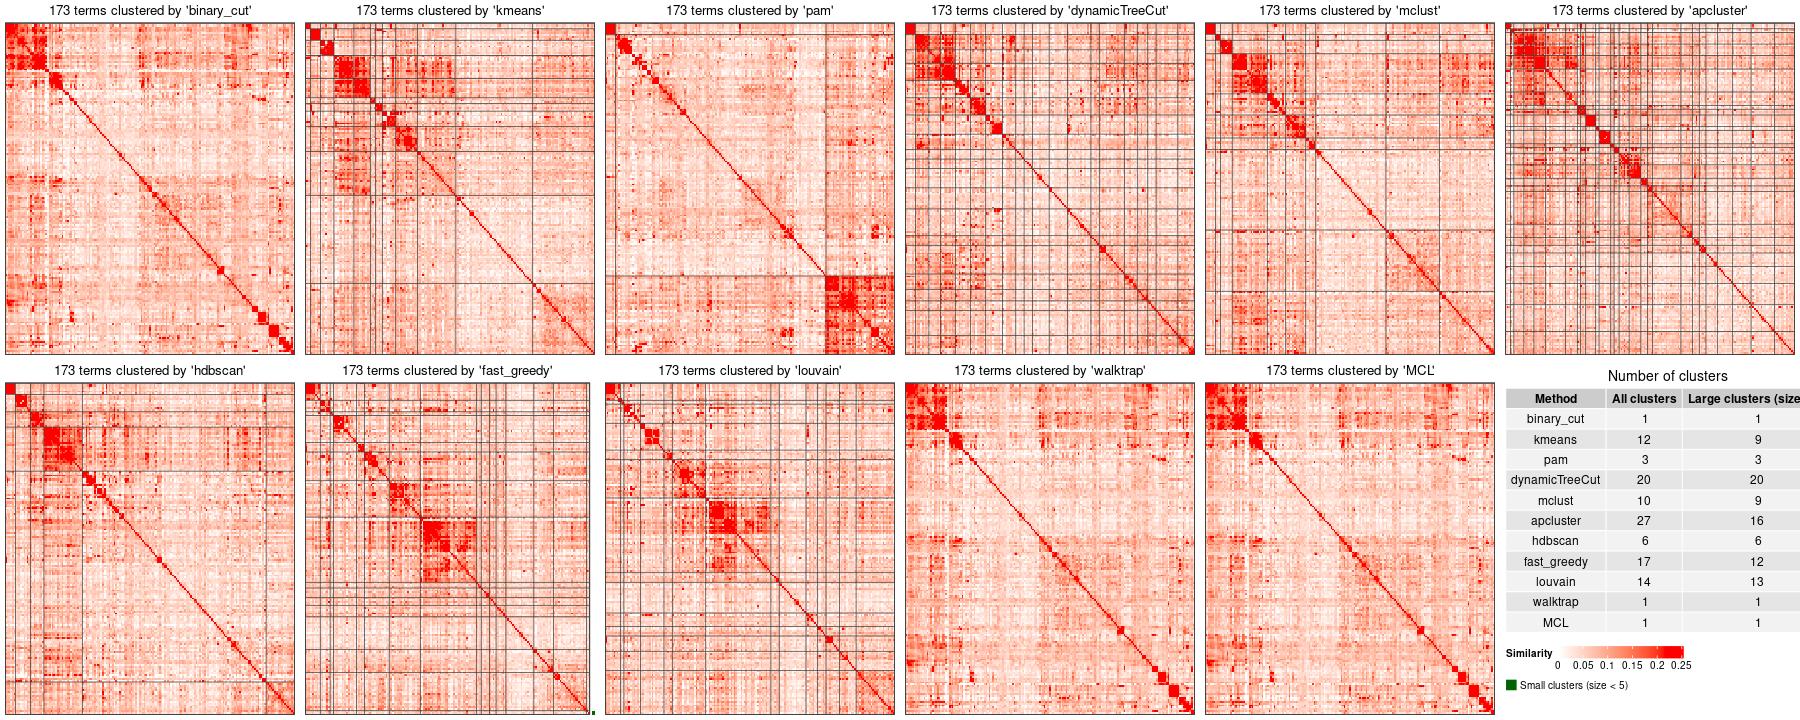 173 terms clustered by 'binary_cut'
173 terms clustered by 'kmeans'
173 terms clustered by 'pam'
173 terms clustered by 'dynamicTreeCut'
173 terms clustered by 'mclust'
173 terms clustered by 'apcluster'
173 terms clustered by 'hdbscan'
173 terms clustered by 'fast_greedy'
173 terms clustered by 'louvain'
173 terms clustered by 'walktrap'
173 terms clustered by 'MCL'
Number of clusters
Method All clusters Large clusters (size
binary_cut 1 1
kmeans 12 9
pam 3 3
dynamicTreeCut 20 20
mclust 10 9
apcluster 27 16
hdbscan 6 6
fast_greedy 17 12
louvain 14 13
walktrap 1 1
MCL 1 1
Similarity
0 0.05 0.1 0.15 0.2 0.25
Small clusters (size < 5)